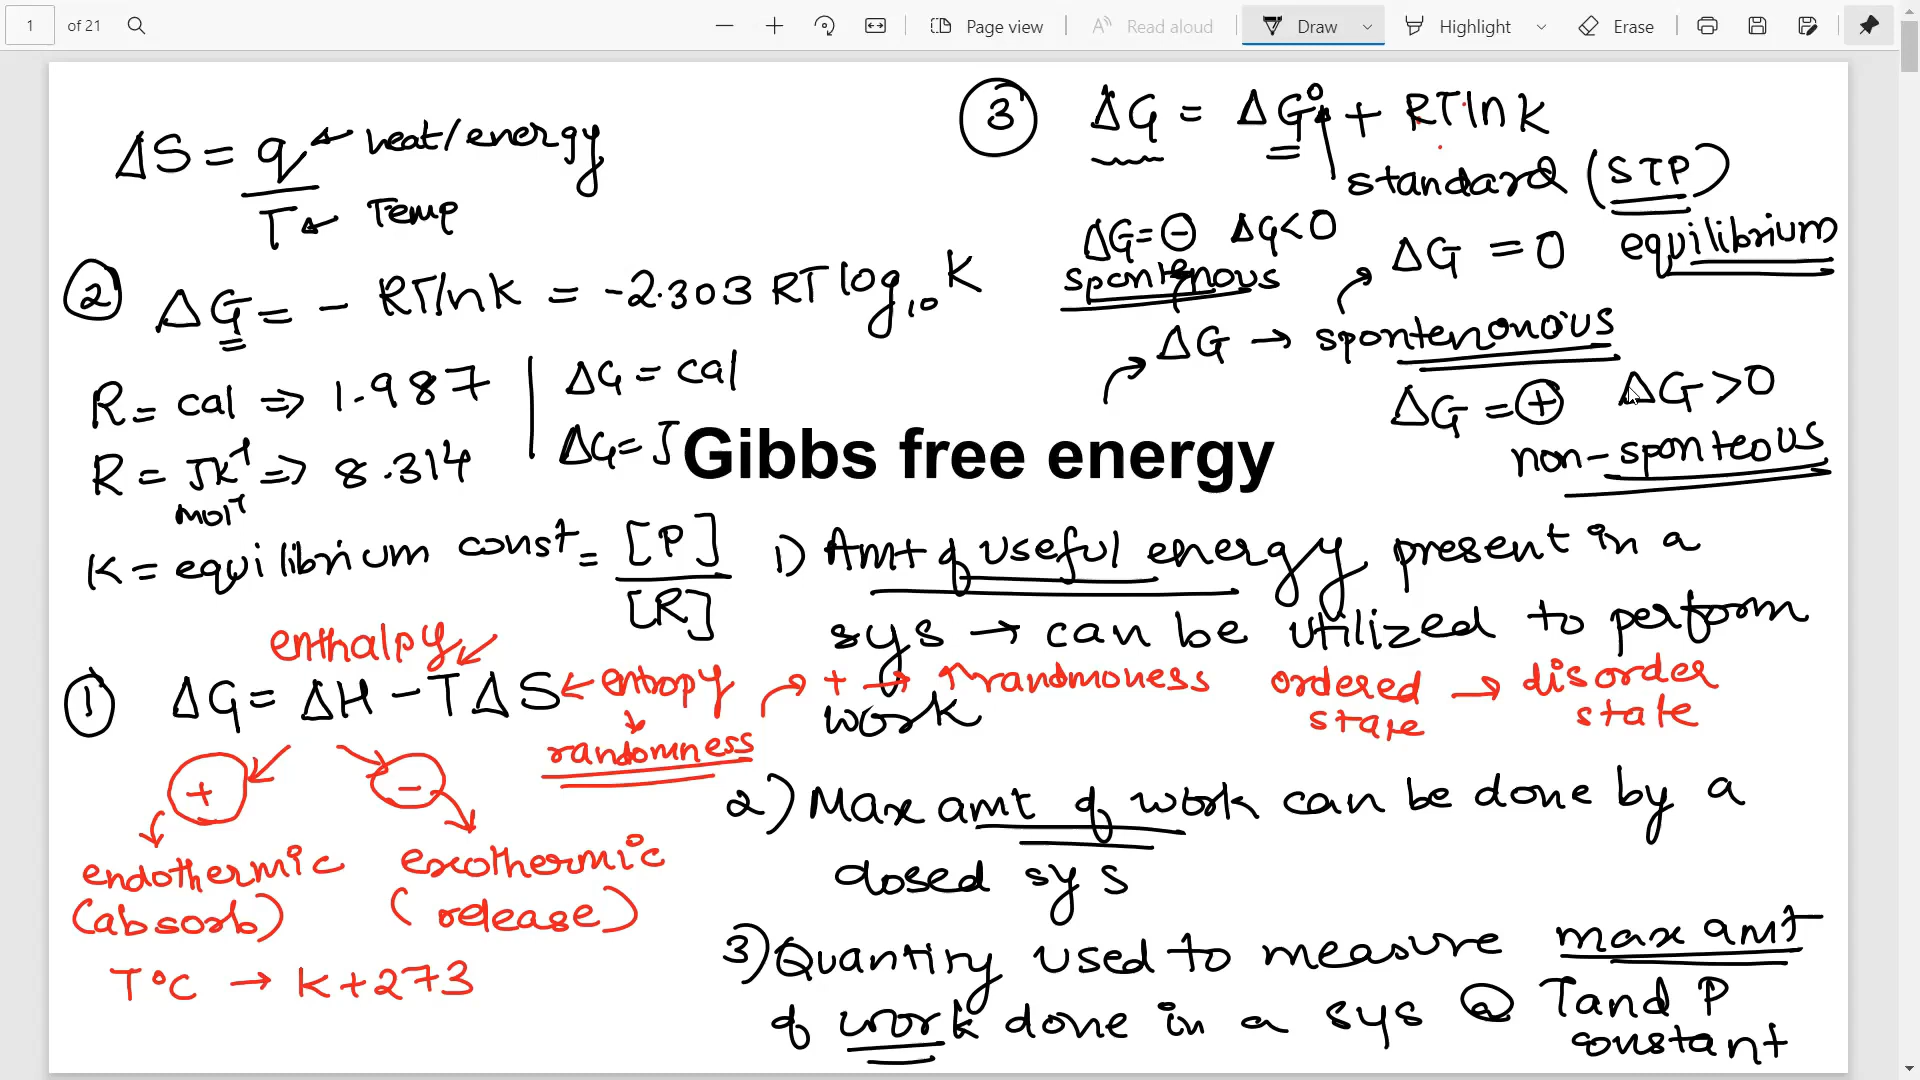 1 of 21 Page view Read aloud Draw Highlight Erase
ΔS = q heat/energy
T Temp
③ ΔG = ΔG° + RTlnk
standard (STP)
ΔG = ⊖ ΔG<0
spontenous
ΔG = 0 equilibrium
ΔG → spontenonous
ΔG = ⊕ ΔG>0
non-sponteous
② ΔG = - RTlnk = -2.303 RT log₁₀ K
R = cal ⇒ 1.987
ΔG = cal
R = JK⁻¹ ⇒ 8.314
mol⁻¹
ΔG = J
Gibbs free energy
K = equilibrium const = [P]
[R]
1) Amt of useful energy present in a
sys → can be utilized to perform
work
enthalpy
① ΔG = ΔH - TΔS ← entropy
randomness
+ → ↑randmoness ordered state → disorder state
+ -
endothermic
(absorb)
exothermic
(release)
T°C → K+273
2) Max amt of work can be done by a
closed sys
3) Quantity used to measure max amt
of work done in a sys @ T and P
constant